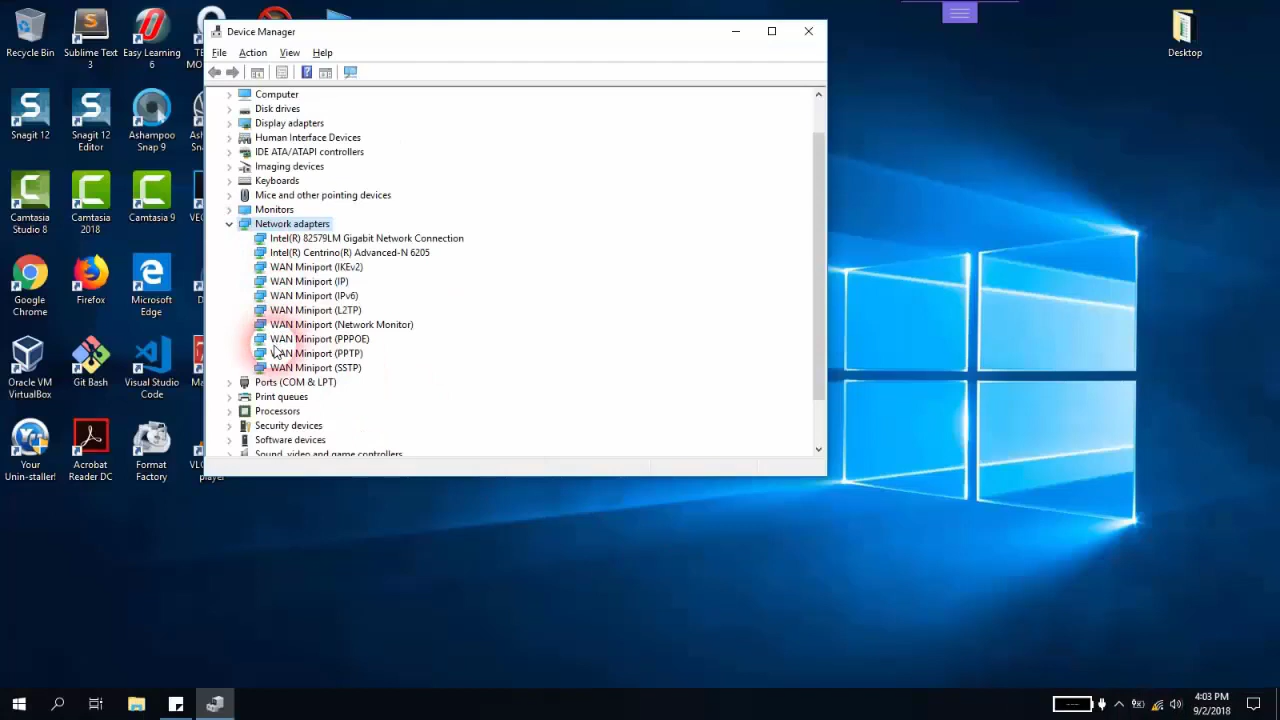 Device Manager
File Action View Help
Computer
Disk drives
Display adapters
Human Interface Devices
IDE ATA/ATAPI controllers
Imaging devices
Keyboards
Mice and other pointing devices
Monitors
Network adapters
Intel(R) 82579LM Gigabit Network Connection
Intel(R) Centrino(R) Advanced-N 6205
WAN Miniport (IKEv2)
WAN Miniport (IP)
WAN Miniport (IPv6)
WAN Miniport (L2TP)
WAN Miniport (Network Monitor)
WAN Miniport (PPPOE)
WAN Miniport (PPTP)
WAN Miniport (SSTP)
Ports (COM & LPT)
Print queues
Processors
Security devices
Software devices
Sound, video and game controllers
Recycle Bin
Sublime Text
3
Easy Learning
6
Snagit 12
Snagit 12
Editor
Ashampoo
Snap 9
Camtasia
Studio 8
Camtasia
2018
Camtasia 9
Google
Chrome
Firefox
Microsoft
Edge
Oracle VM
VirtualBox
Git Bash
Visual Studio
Code
Your
Unin-staller!
Acrobat
Reader DC
Format
Factory
player
Desktop
4:03 PM
9/2/2018